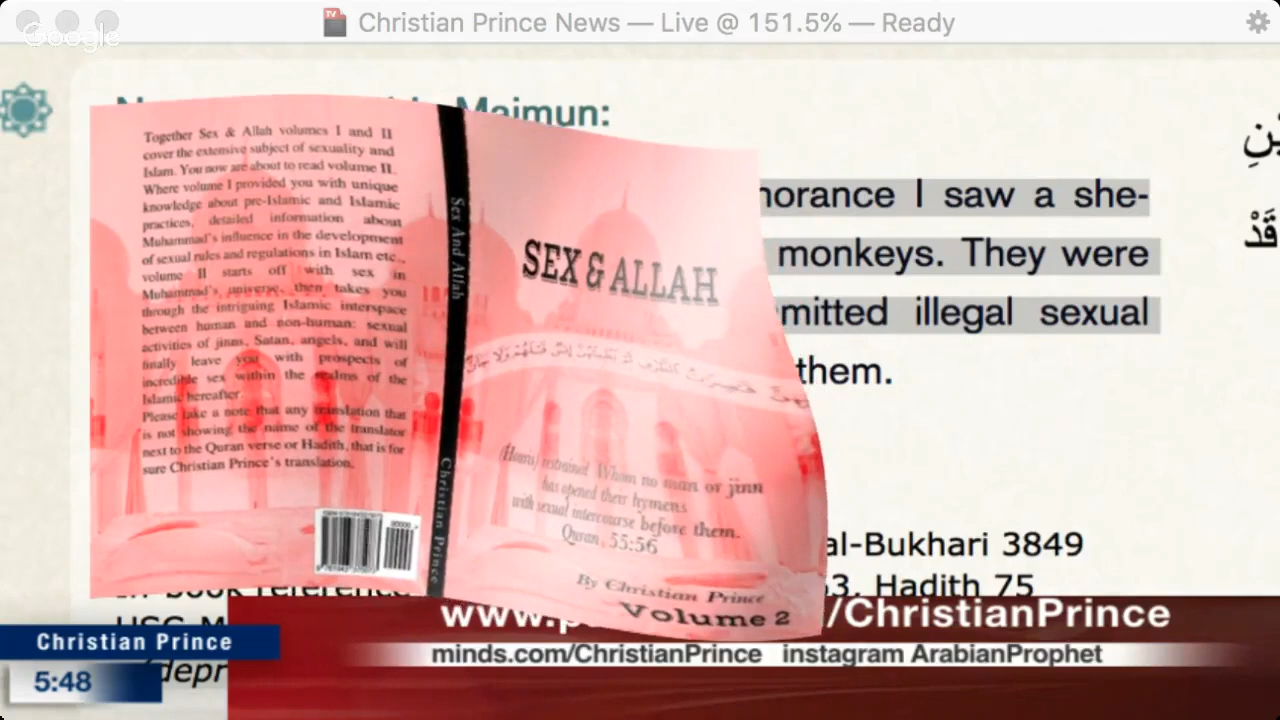 Christian Prince News — Live @ 151.5% — Ready
Google
Maimun:
norance I saw a she-
monkeys. They were
mitted illegal sexual
them.
al-Bukhari 3849
Hadith 75
Together Sex & Allah volumes I and II
cover the extensive subject of sexuality and
Islam. You now are about to read volume II.
Where volume I provided you with unique
knowledge about pre-Islamic and Islamic
practices, detailed information about
Muhammad's influence in the development
of sexual rules and regulations in Islam etc.,
volume II starts off with sex in
Muhammad's universe, then takes you
through the intriguing Islamic interspace
between human and non-human: sexual
activities of jinns, Satan, angels, and will
finally leave you with prospects of
incredible sex within the realms of the
Islamic hereafter
Please take a note that any translation that
is not showing the name of the translator
next to the Quran verse or Hadith, that is for
sure Christian Prince's translation.
Sex And Allah
Christian Prince
SEX & ALLAH
(Houris) restrained. Whom no man or jinn
has opened their hymens
with sexual intercourse before them.
Quran, 55:56
By Christian Prince
Volume 2
www.p
/ChristianPrince
minds.com/ChristianPrince instagram ArabianProphet
Christian Prince
5:48